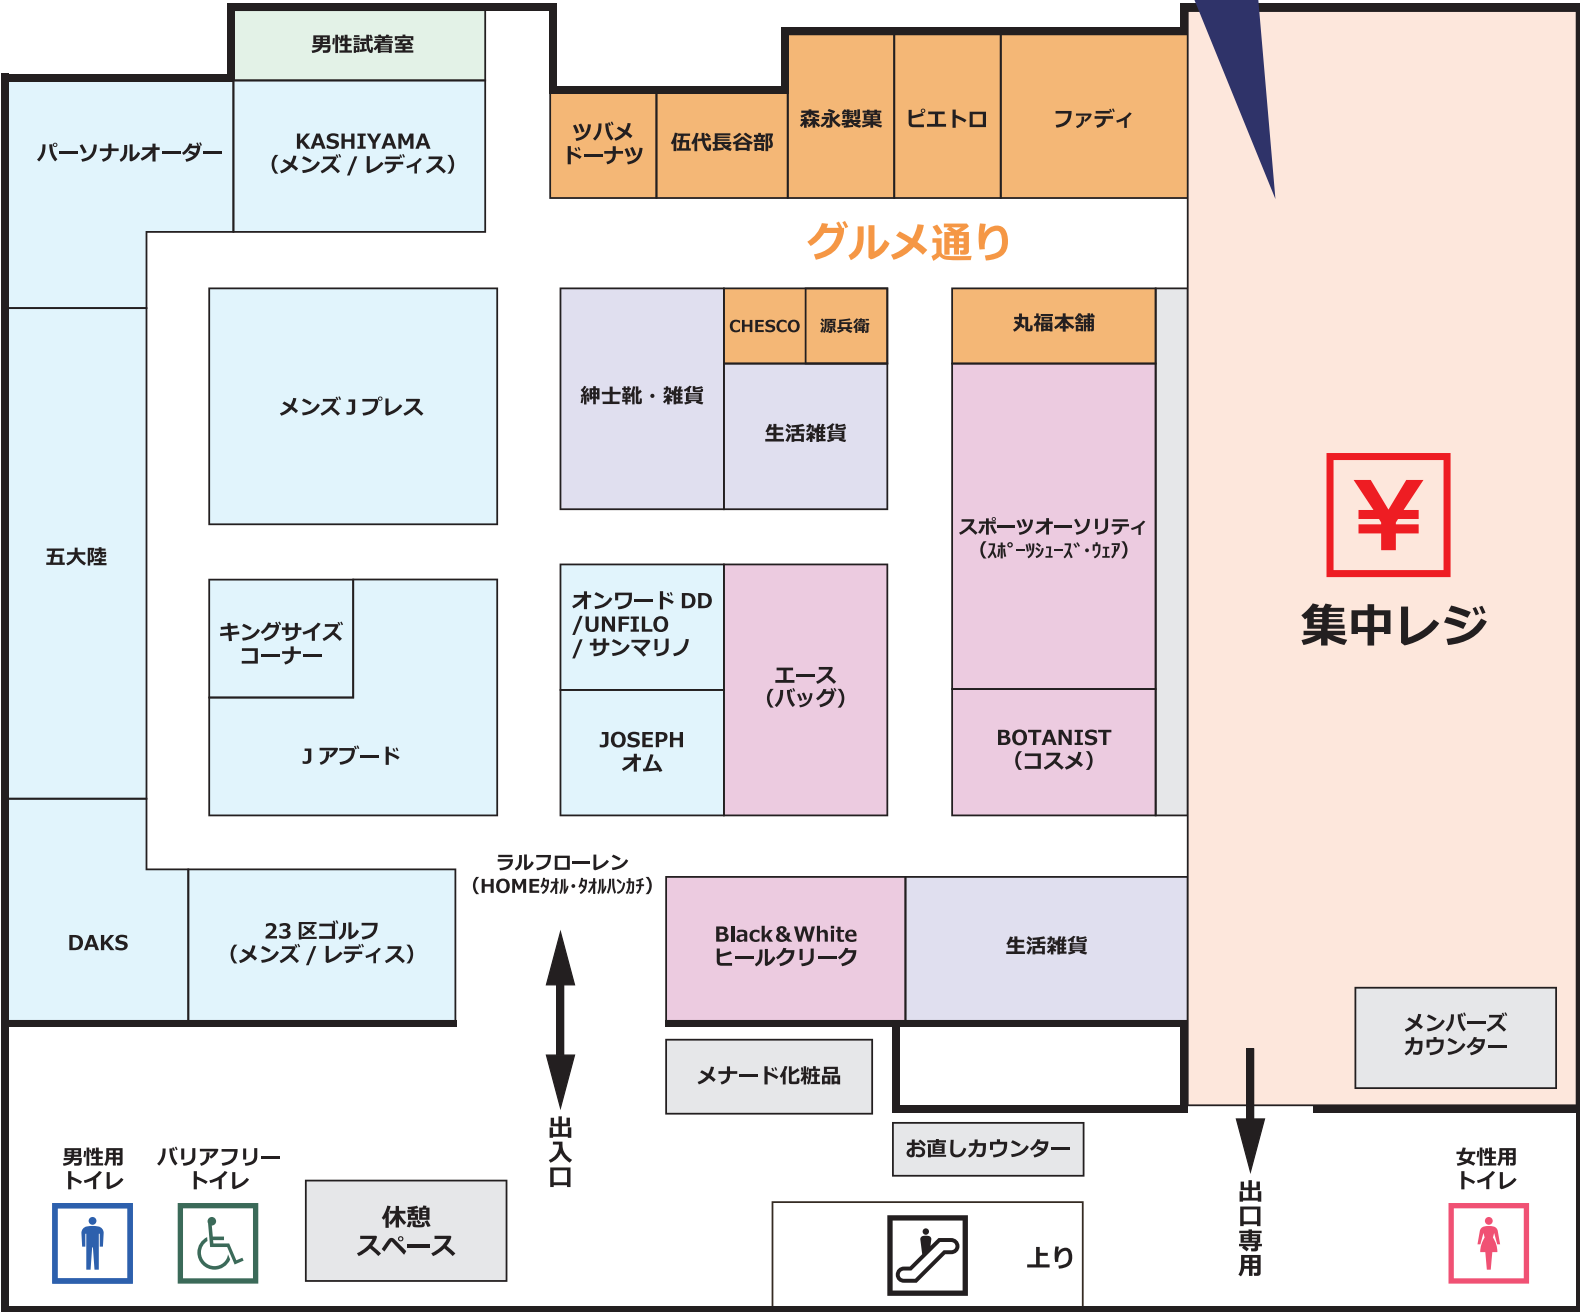 男性試着室
パーソナルオーダー
KASHIYAMA
（メンズ / レディス）
ツバメ
ドーナツ
伍代長谷部
森永製菓
ピエトロ
ファディ
グルメ通り
メンズ J プレス
紳士靴・雑貨
CHESCO
源兵衛
生活雑貨
丸福本舗
スポーツオーソリティ
（ｽﾎﾟｰﾂｼｭｰｽﾞ･ｳｪｱ）
¥
集中レジ
五大陸
キングサイズ
コーナー
J アブード
オンワード DD
/UNFILO
/ サンマリノ
JOSEPH
オム
エース
（バッグ）
BOTANIST
（コスメ）
DAKS
23 区ゴルフ
（メンズ / レディス）
ラルフローレン
（HOMEﾀｵﾙ･ﾀｵﾙﾊﾝｶﾁ）
Black&White
ヒールクリーク
生活雑貨
メンバーズ
カウンター
メナード化粧品
お直しカウンター
出入口
出口専用
男性用
トイレ
バリアフリー
トイレ
休憩
スペース
上り
女性用
トイレ